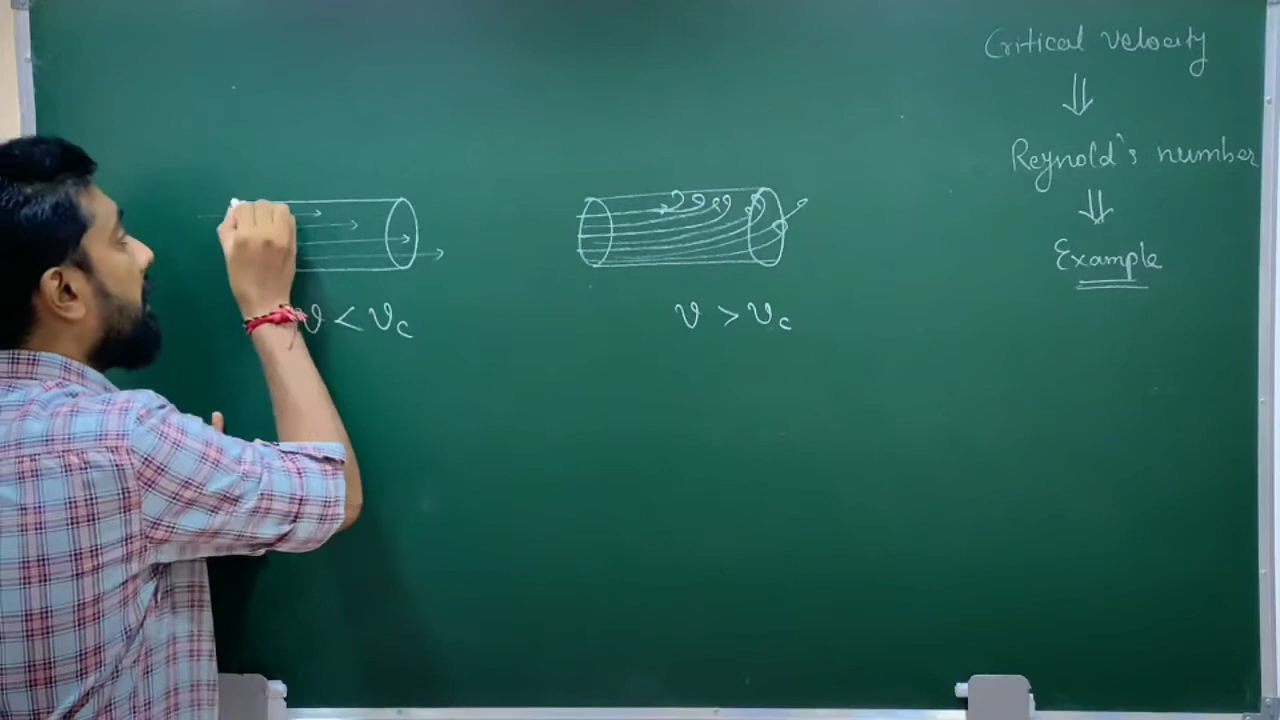 Critical velocity
⇓
Reynold's number
⇓
Example
v < vc
v > vc